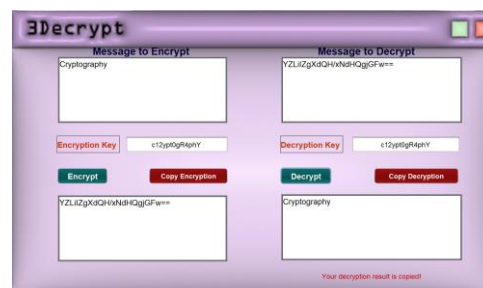 3Decrypt
Message to Encrypt
Cryptography
Encryption Key
c12ypt0gR4phY
Encrypt
Copy Encryption
YZLiIZgXdQH/xNdHQgjGFw==
Message to Decrypt
YZLiIZgXdQH/xNdHQgjGFw==
Decryption Key
c12ypt0gR4phY
Decrypt
Copy Decryption
Cryptography
Your decryption result is copied!